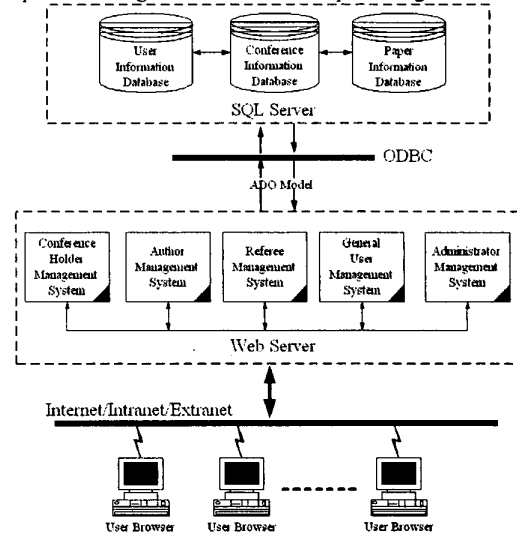 User
Information
Database
Conference
Information
Database
Paper
Information
Database
SQL Server
ODBC
ADO Model
Conference
Holder
Management
System
Author
Management
System
Referee
Management
System
General
User
Management
System
Administrator
Management
System
Web Server
Internet/Intranet/Extranet
User Browser
User Browser
User Browser